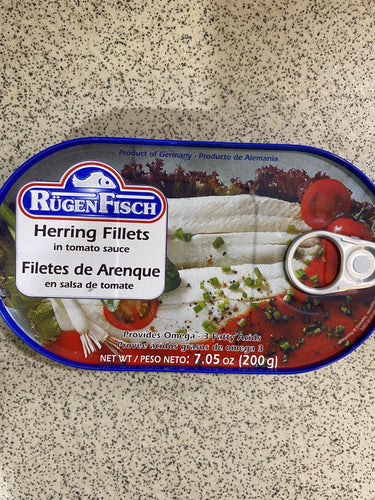 Product of Germany - Producto de Alemania
RÜGENFISCH
Herring Fillets
in tomato sauce
Filetes de Arenque
en salsa de tomate
Provides Omega - 3 Fatty Acids
Provee ácidos grasos de omega 3
NET WT / PESO NETO: 7.05 oz (200g)